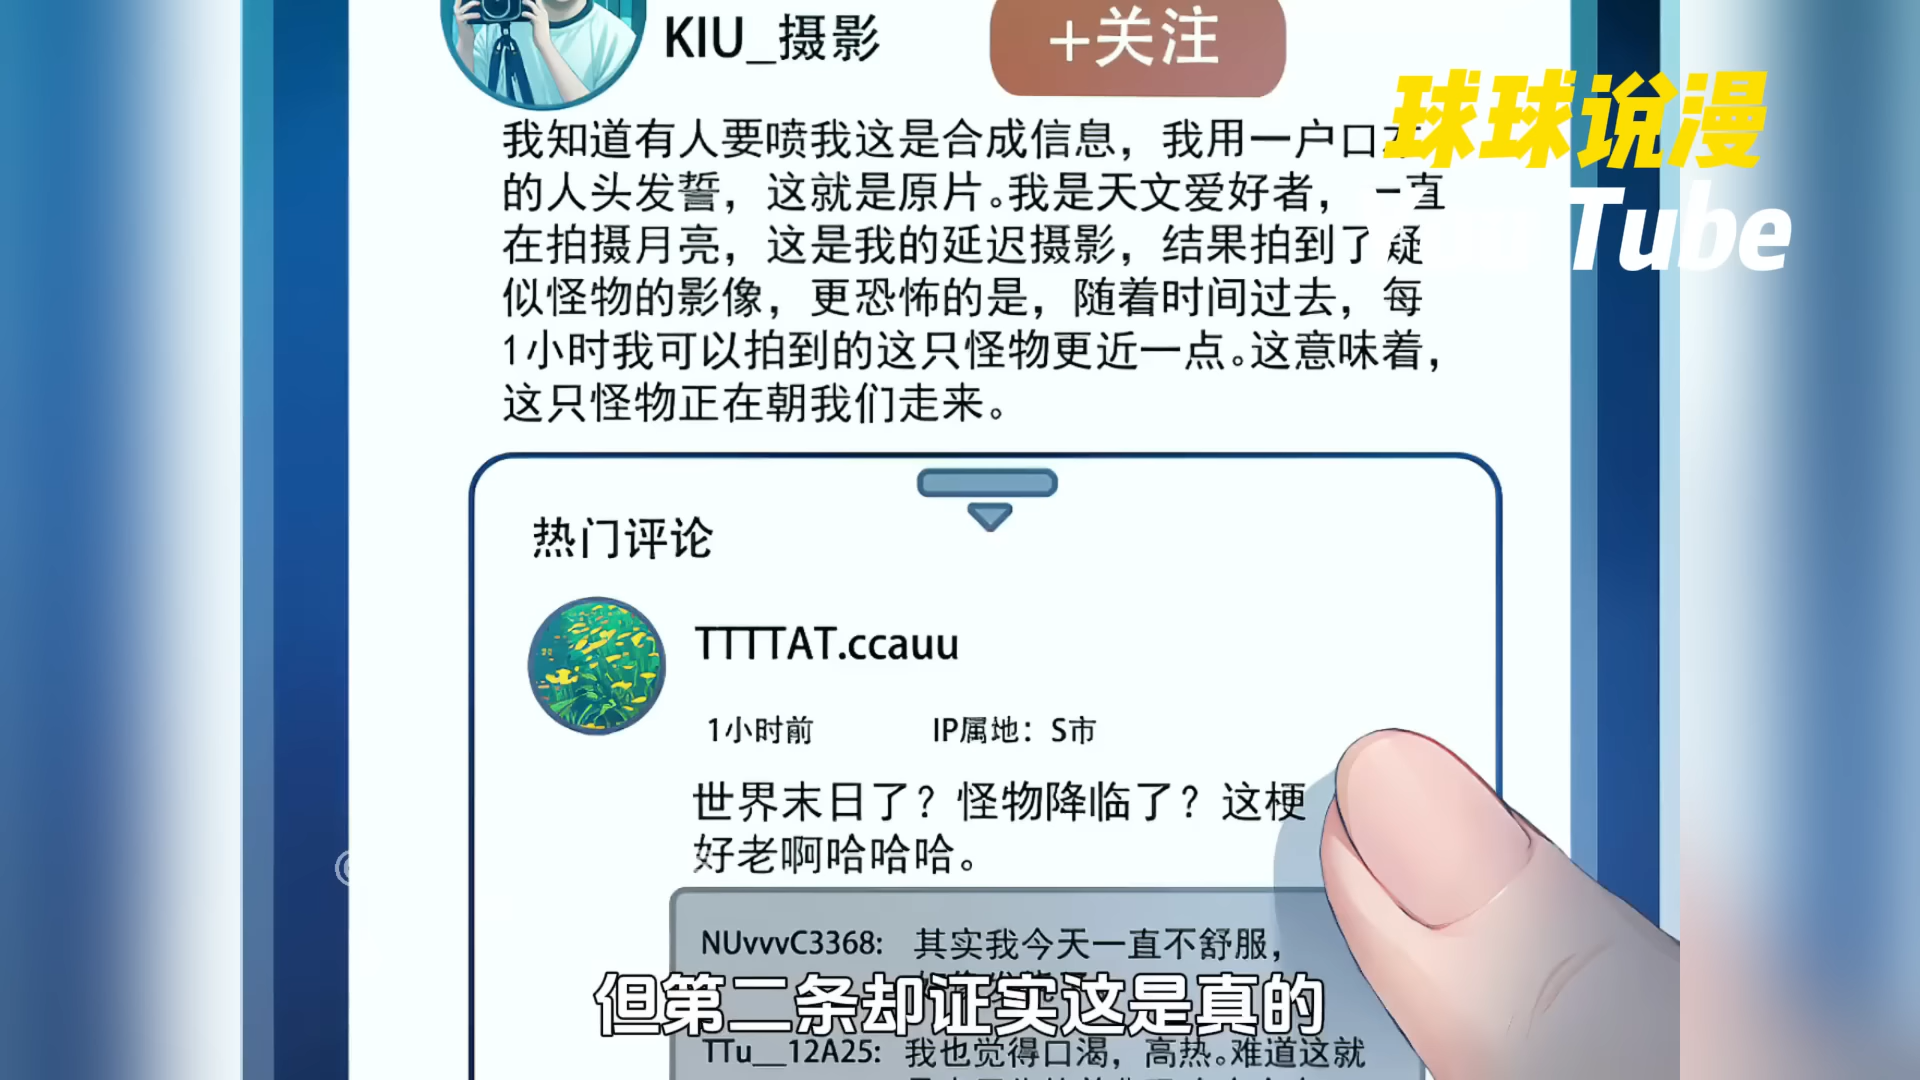 KIU_摄影
+关注
球球说漫
YouTube
我知道有人要喷我这是合成信息，我用一户口本
的人头发誓，这就是原片。我是天文爱好者，一直
在拍摄月亮，这是我的延迟摄影，结果拍到了疑
似怪物的影像，更恐怖的是，随着时间过去，每
1小时我可以拍到的这只怪物更近一点。这意味着，
这只怪物正在朝我们走来。
热门评论
TTTTAT.ccauu
1小时前 IP属地：S市
世界末日了？怪物降临了？这梗
好老啊哈哈哈。
NUvvvC3368: 其实我今天一直不舒服，
但第二条却证实这是真的
TTu__12A25: 我也觉得口渴，高热。难道这就